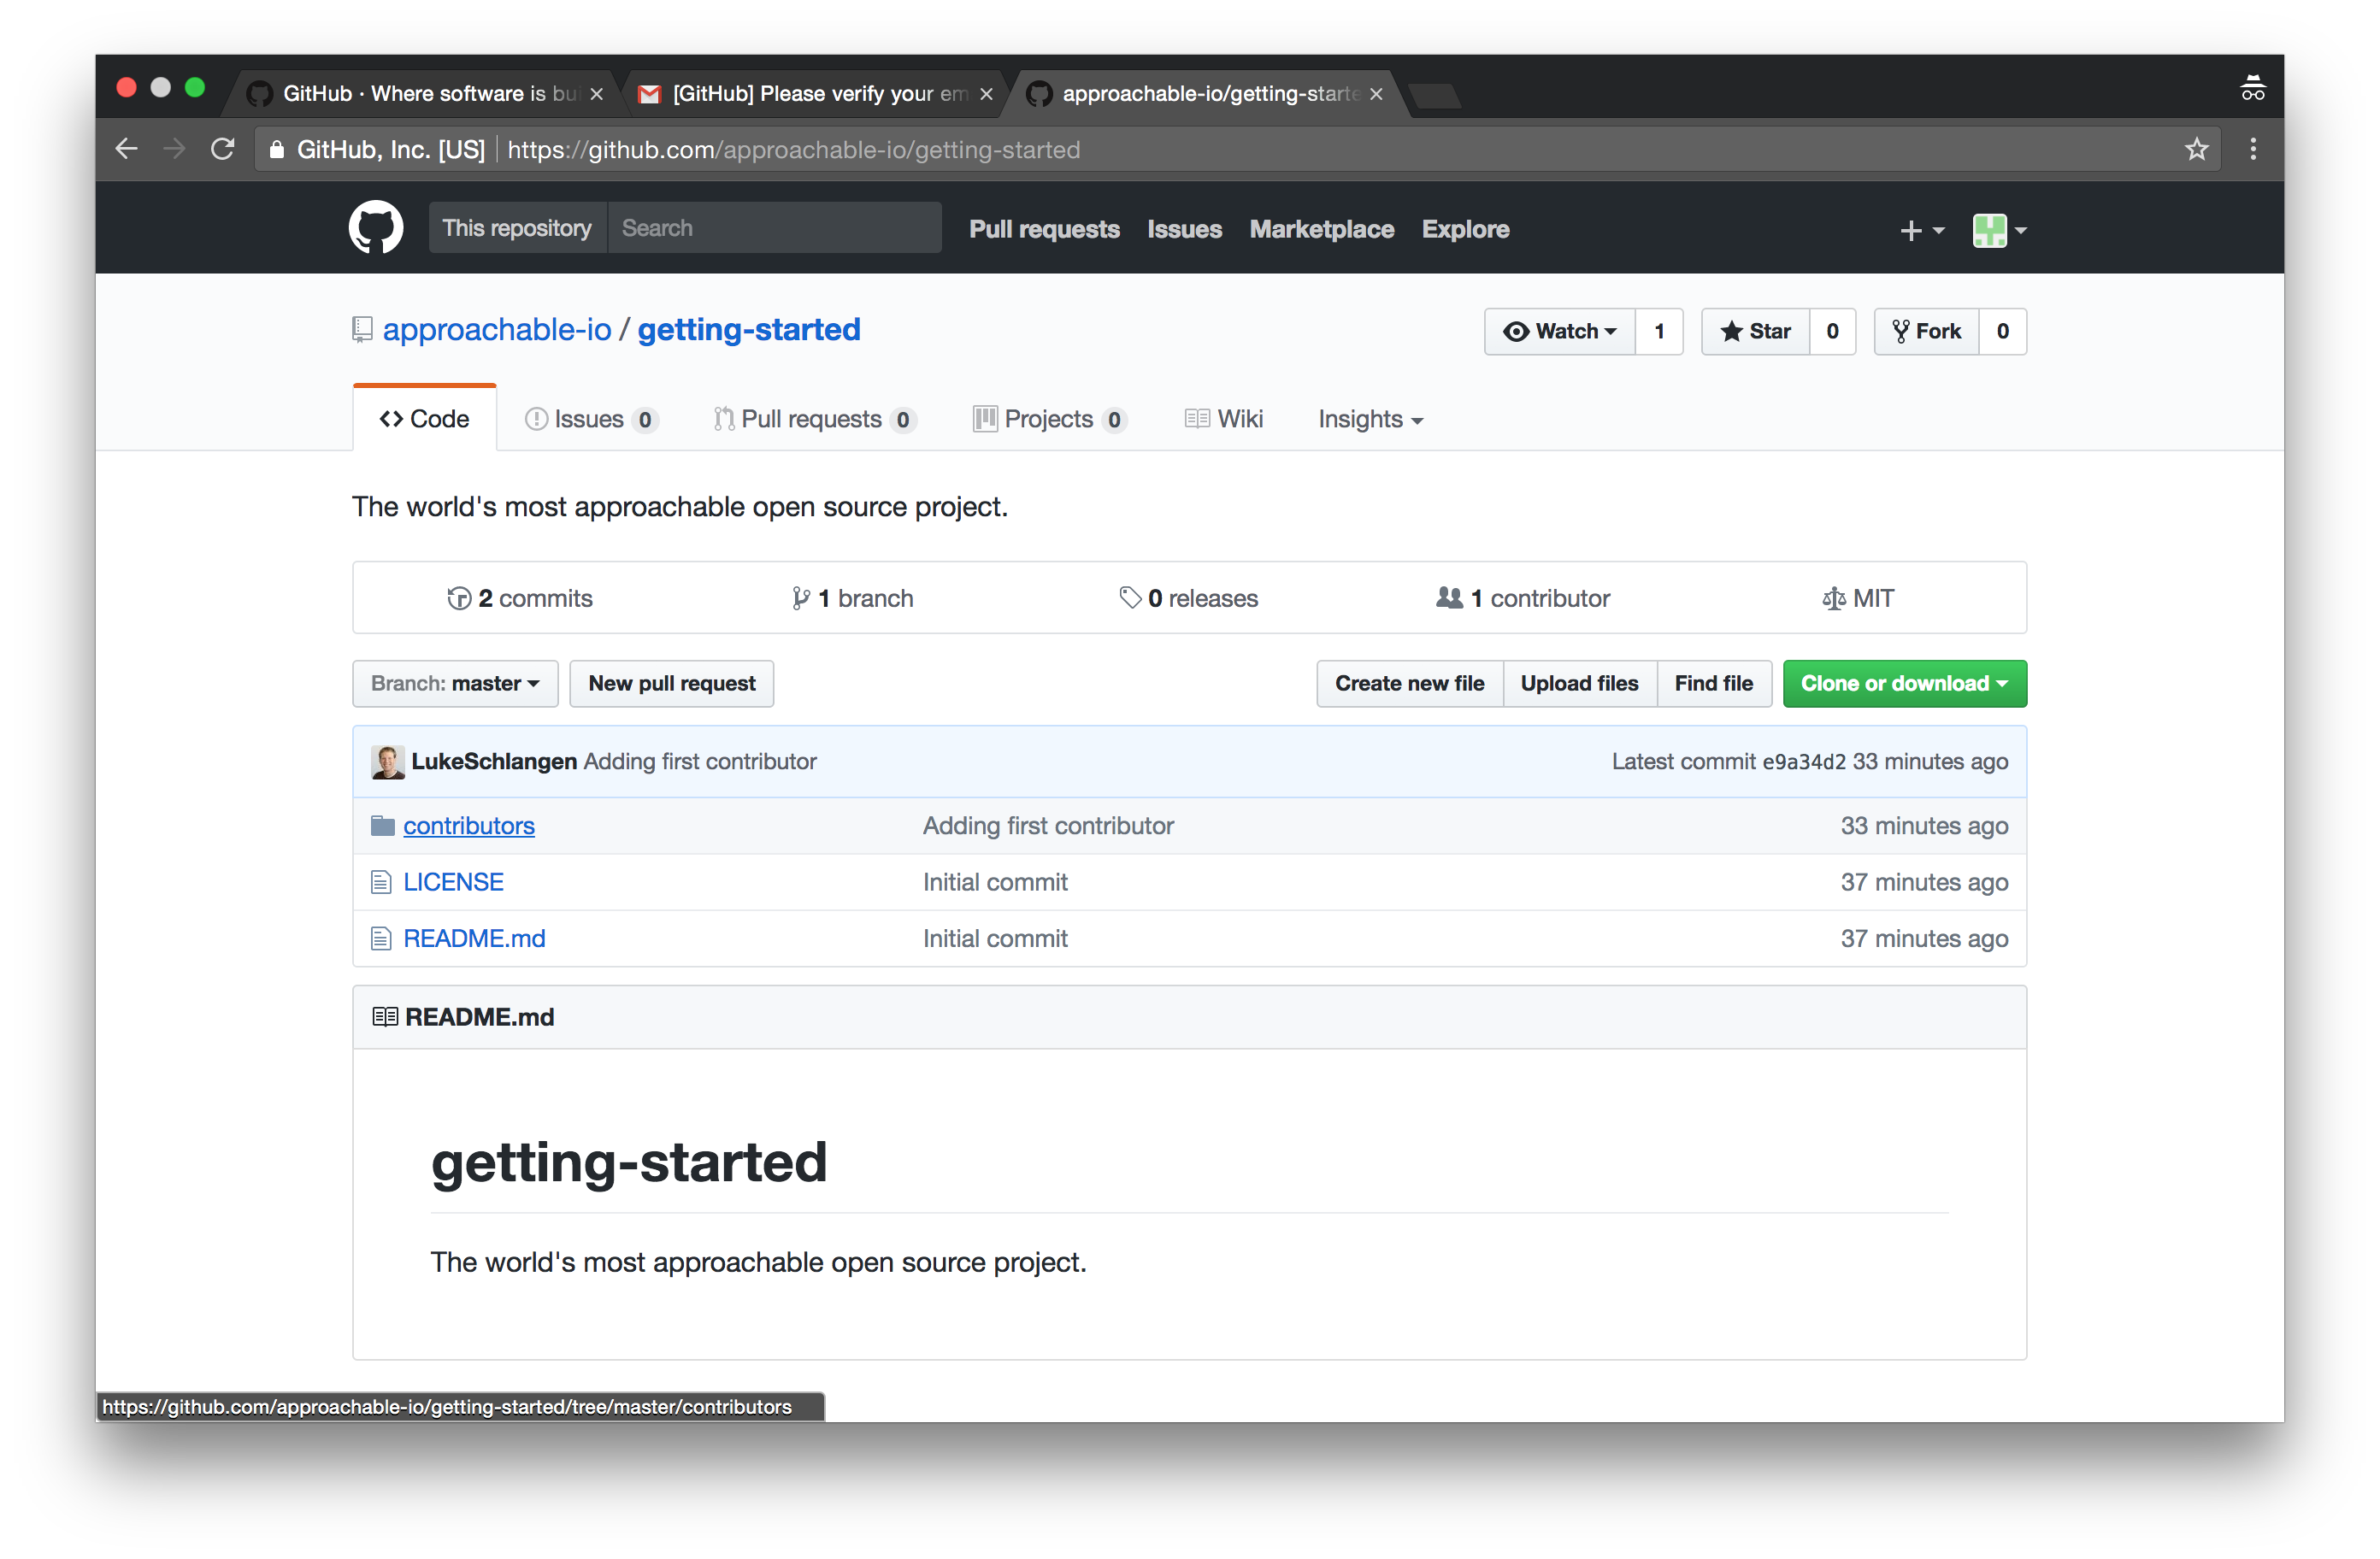 GitHub · Where software is bui
[GitHub] Please verify your em
approachable-io/getting-starte
GitHub, Inc. [US] https://github.com/approachable-io/getting-started
This repository Search Pull requests Issues Marketplace Explore
approachable-io / getting-started
Watch 1 Star 0 Fork 0
Code Issues 0 Pull requests 0 Projects 0 Wiki Insights
The world's most approachable open source project.
2 commits 1 branch 0 releases 1 contributor MIT
Branch: master New pull request Create new file Upload files Find file Clone or download
LukeSchlangen Adding first contributor Latest commit e9a34d2 33 minutes ago
contributors Adding first contributor 33 minutes ago
LICENSE Initial commit 37 minutes ago
README.md Initial commit 37 minutes ago
README.md
getting-started
The world's most approachable open source project.
https://github.com/approachable-io/getting-started/tree/master/contributors